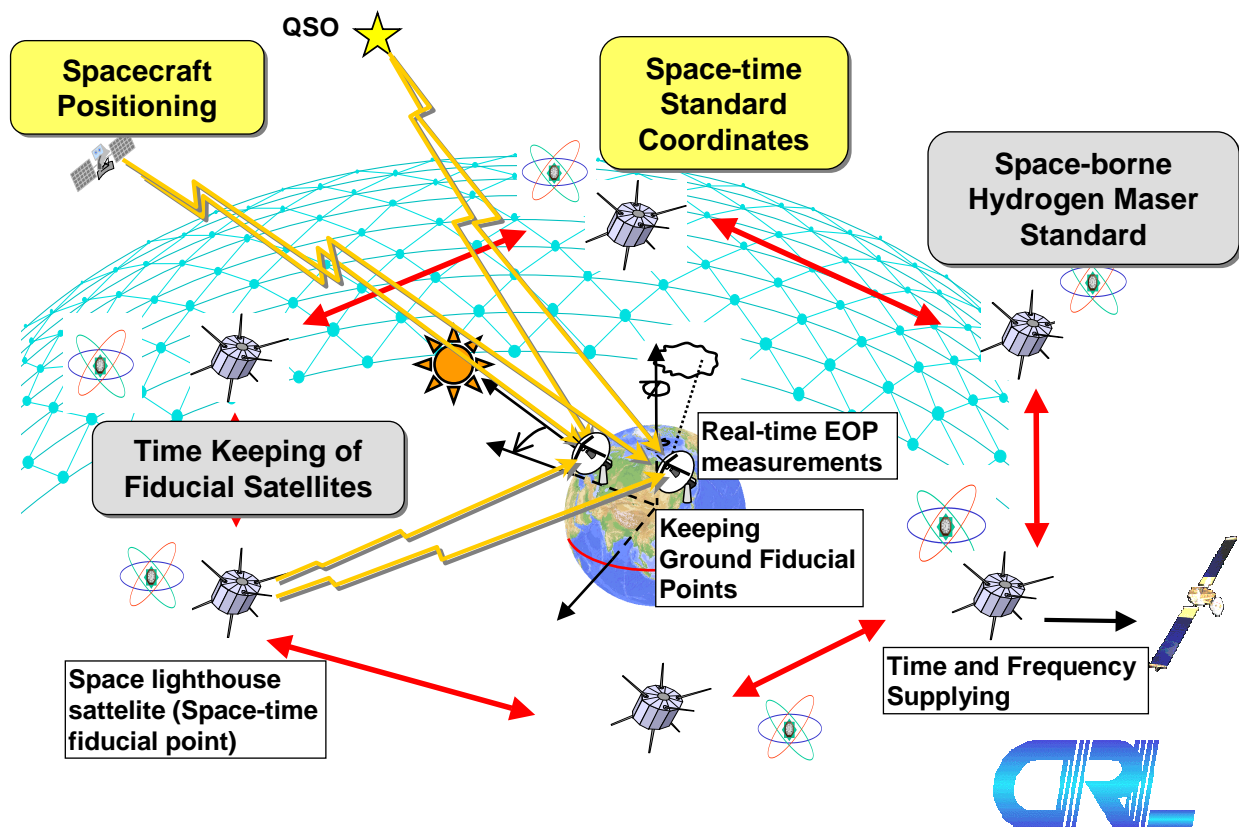 QSO
Spacecraft
Positioning
Space-time
Standard
Coordinates
Space-borne
Hydrogen Maser
Standard
Time Keeping of
Fiducial Satellites
Real-time EOP
measurements
Keeping
Ground Fiducial
Points
Space lighthouse
sattelite (Space-time
fiducial point)
Time and Frequency
Supplying
CRL